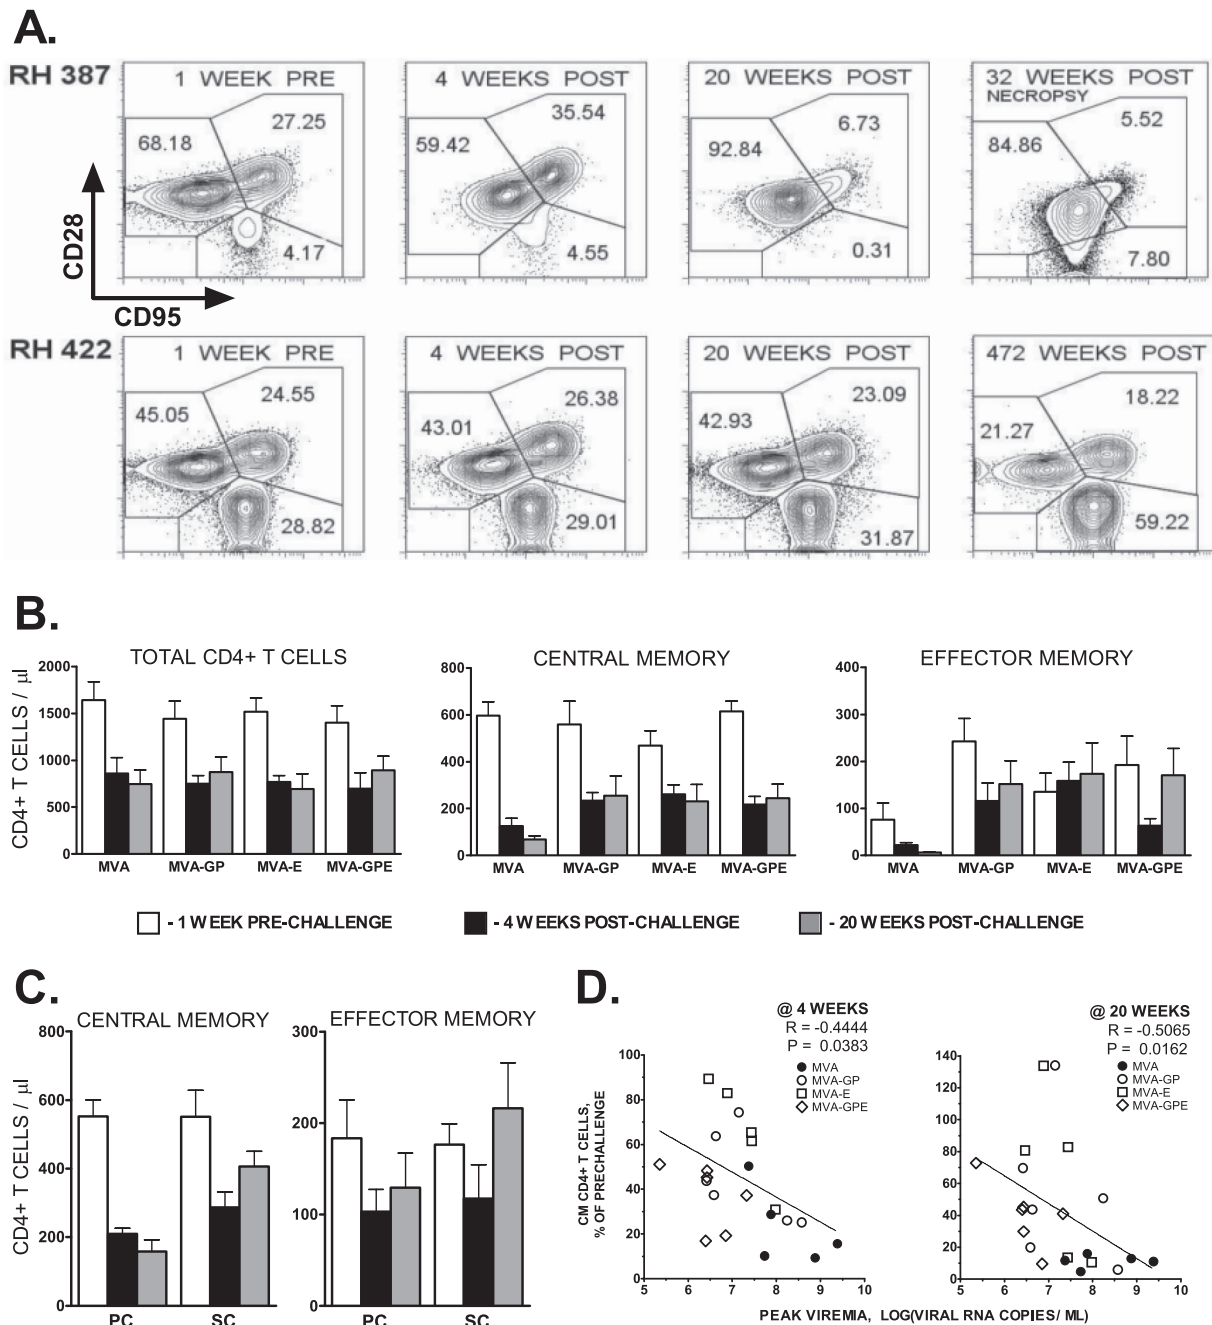 A.
RH 387
1 WEEK PRE
68.18
27.25
4.17
4 WEEKS POST
59.42
35.54
4.55
20 WEEKS POST
92.84
6.73
0.31
32 WEEKS POST
NECROPSY
84.86
5.52
7.80
CD28
CD95
RH 422
1 WEEK PRE
45.05
24.55
28.82
4 WEEKS POST
43.01
26.38
29.01
20 WEEKS POST
42.93
23.09
31.87
472 WEEKS POST
21.27
18.22
59.22
B.
TOTAL CD4+ T CELLS
CD4+ T CELLS / µl
2000
1500
1000
500
0
MVA MVA-GP MVA-E MVA-GPE
CENTRAL MEMORY
800
600
400
200
0
MVA MVA-GP MVA-E MVA-GPE
EFFECTOR MEMORY
400
300
200
100
0
MVA MVA-GP MVA-E MVA-GPE
- 1 WEEK PRE-CHALLENGE
- 4 WEEKS POST-CHALLENGE
- 20 WEEKS POST-CHALLENGE
C.
CENTRAL MEMORY
CD4+ T CELLS / µl
800
600
400
200
0
PC SC
EFFECTOR MEMORY
300
200
100
0
PC SC
D.
@ 4 WEEKS
R = -0.4444
P = 0.0383
MVA
MVA-GP
MVA-E
MVA-GPE
CM CD4+ T CELLS,
% OF PRECHALLENGE
100
80
60
40
20
0
5 6 7 8 9 10
@ 20 WEEKS
R = -0.5065
P = 0.0162
MVA
MVA-GP
MVA-E
MVA-GPE
140
120
100
80
60
40
20
0
5 6 7 8 9 10
PEAK VIREMIA, LOG(VIRAL RNA COPIES/ ML)